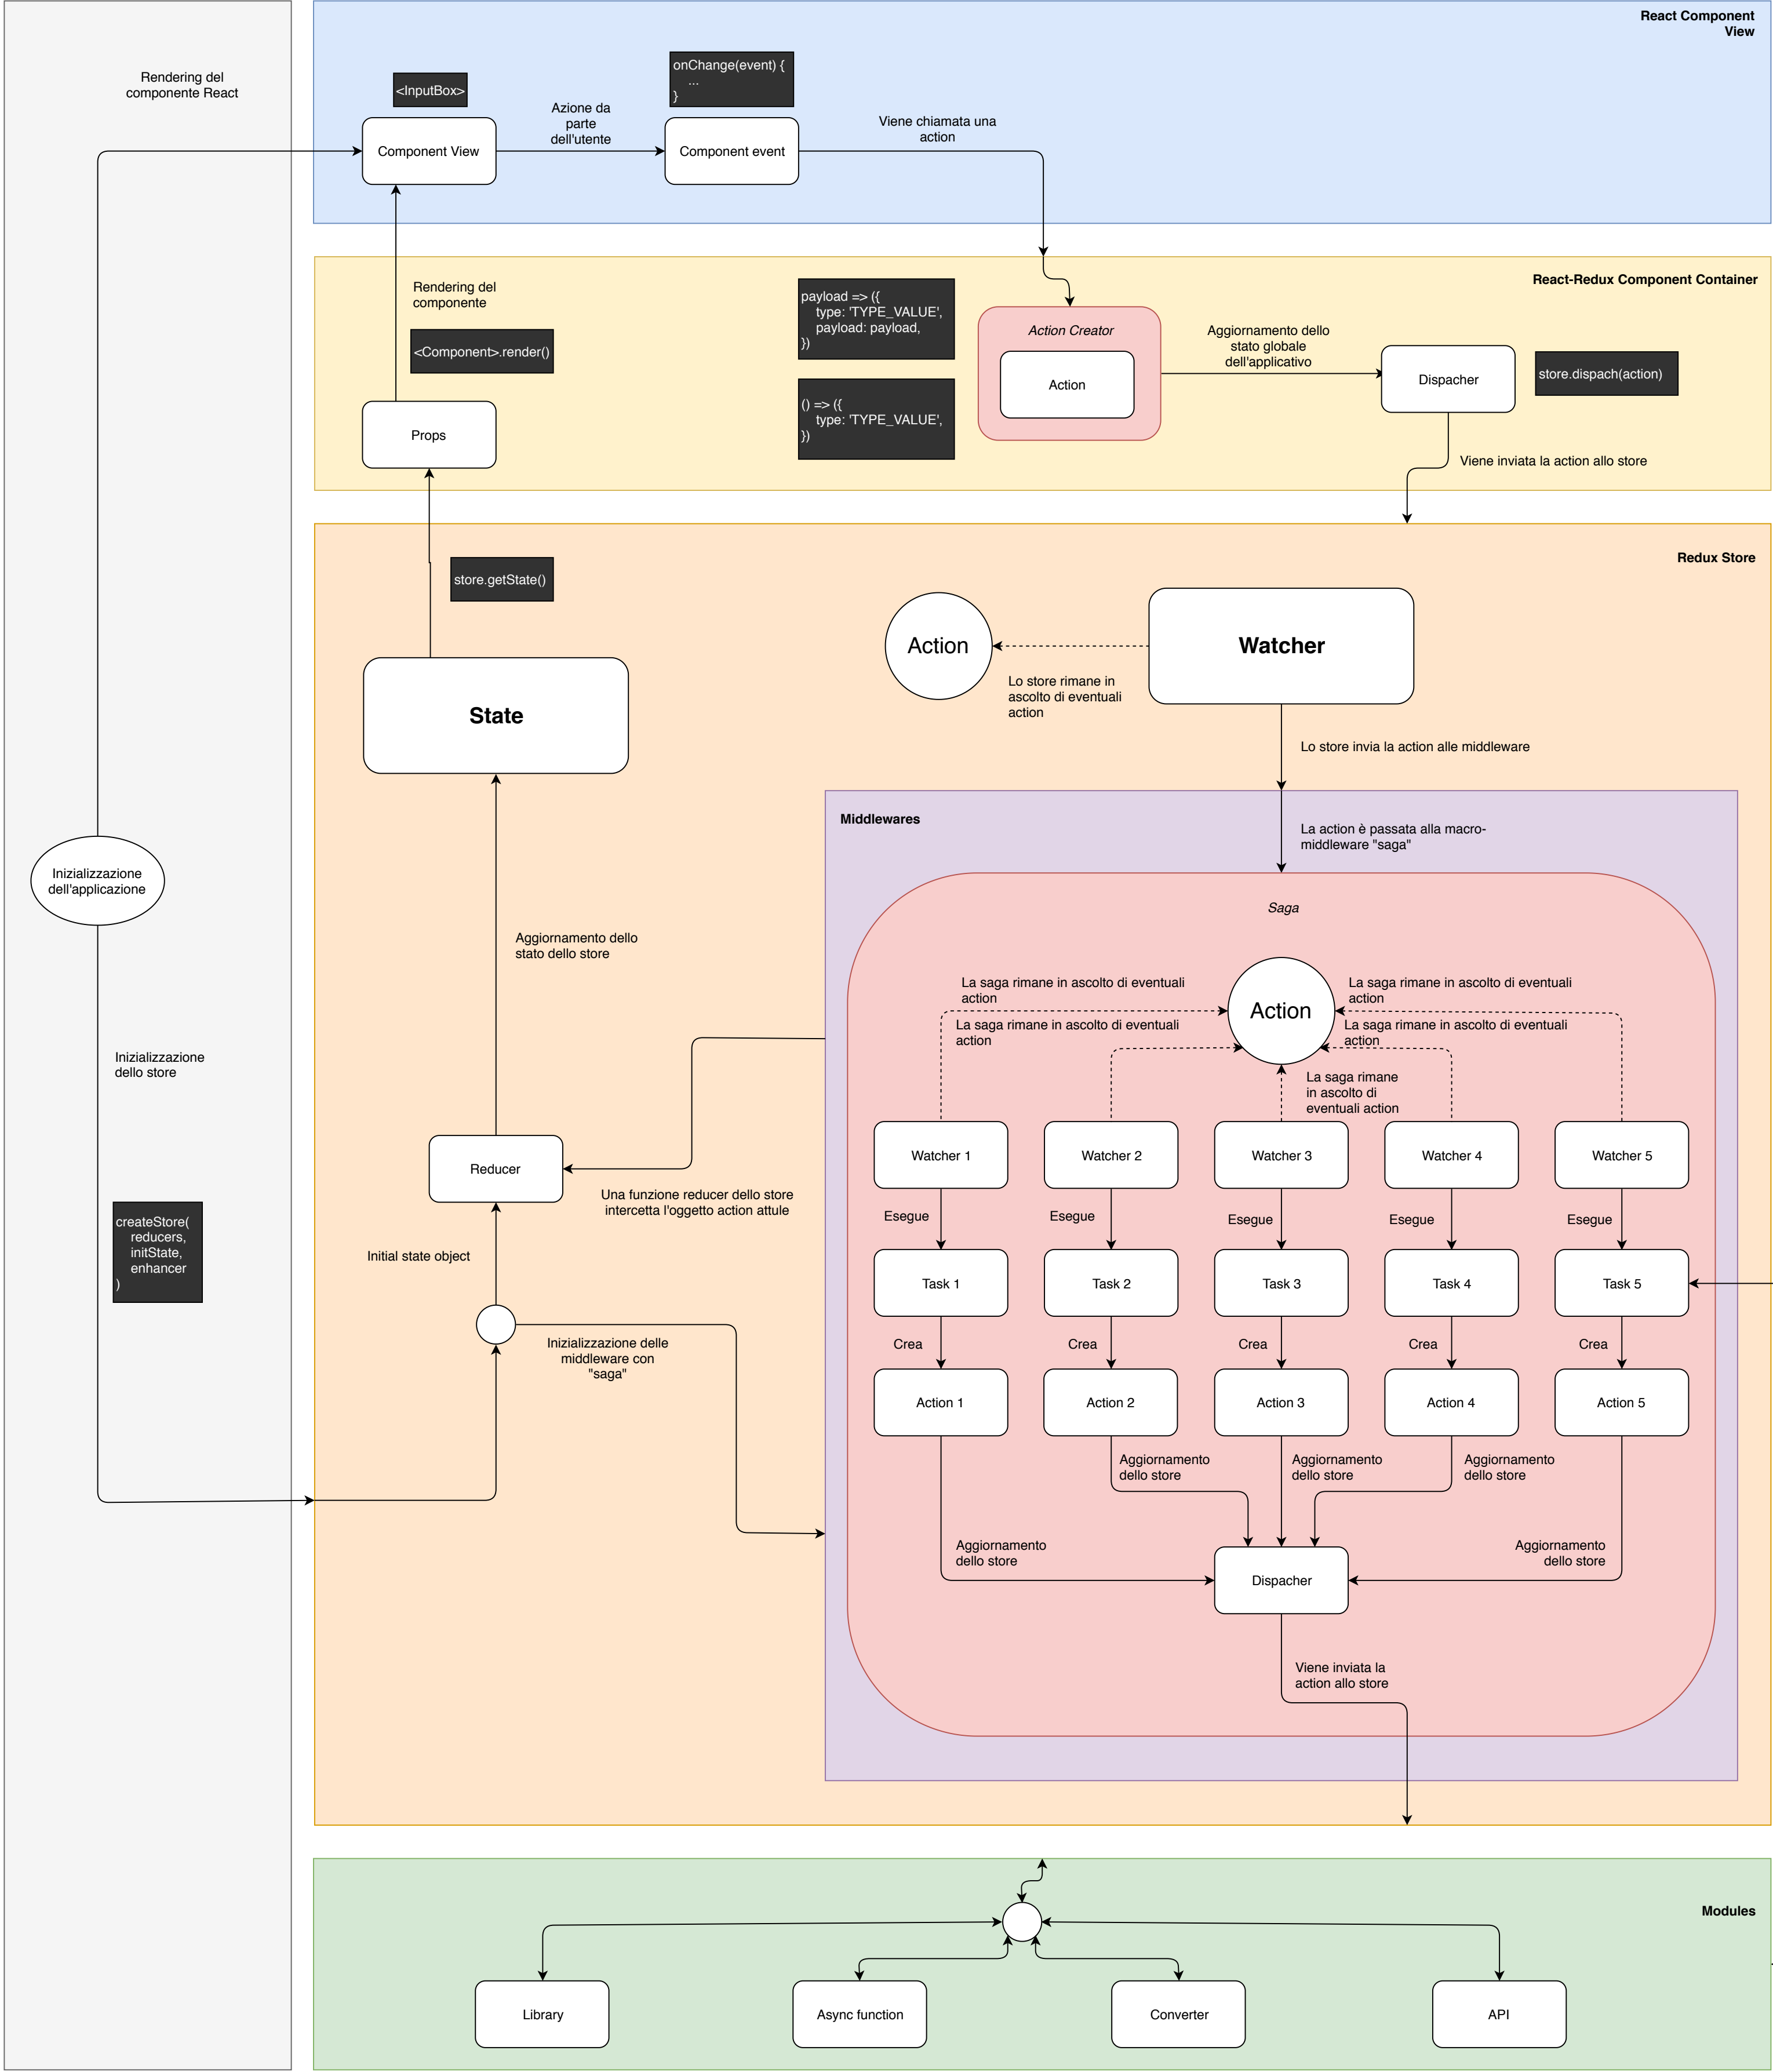 React Component
View
Rendering del
componente React
<InputBox>
onChange(event) {
...
}
Azione da
parte
dell'utente
Viene chiamata una
action
Component View
Component event
React-Redux Component Container
Rendering del
componente
<Component>.render()
payload => ({
type: 'TYPE_VALUE',
payload: payload,
})
() => ({
type: 'TYPE_VALUE',
})
Action Creator
Action
Aggiornamento dello
stato globale
dell'applicativo
Dispacher
store.dispach(action)
Props
Viene inviata la action allo store
Redux Store
store.getState()
State
Action
Watcher
Lo store rimane in
ascolto di eventuali
action
Lo store invia la action alle middleware
Middlewares
La action è passata alla macro-
middleware "saga"
Inizializzazione
dell'applicazione
Saga
Aggiornamento dello
stato dello store
La saga rimane in ascolto di eventuali
action
La saga rimane in ascolto di eventuali
action
Action
La saga rimane in ascolto di eventuali
action
La saga rimane in ascolto di eventuali
action
La saga rimane
in ascolto di
eventuali action
Inizializzazione
dello store
Reducer
Una funzione reducer dello store
intercetta l'oggetto action attule
Watcher 1
Watcher 2
Watcher 3
Watcher 4
Watcher 5
Esegue
Esegue
Esegue
Esegue
Esegue
createStore(
reducers,
initState,
enhancer
)
Initial state object
Task 1
Task 2
Task 3
Task 4
Task 5
Inizializzazione delle
middleware con
"saga"
Crea
Crea
Crea
Crea
Crea
Action 1
Action 2
Action 3
Action 4
Action 5
Aggiornamento
dello store
Aggiornamento
dello store
Aggiornamento
dello store
Aggiornamento
dello store
Aggiornamento
dello store
Dispacher
Viene inviata la
action allo store
Modules
Library
Async function
Converter
API